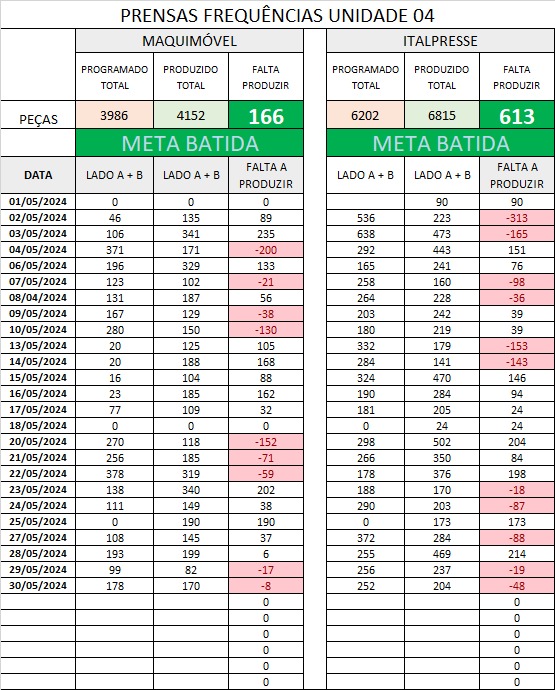 PRENSAS FREQUÊNCIAS UNIDADE 04
MAQUIMÓVEL ITALPRESSE
PROGRAMADO TOTAL PRODUZIDO TOTAL FALTA PRODUZIR PROGRAMADO TOTAL PRODUZIDO TOTAL FALTA PRODUZIR
PEÇAS 3986 4152 166 6202 6815 613
META BATIDA META BATIDA
DATA LADO A + B LADO A + B FALTA A PRODUZIR LADO A + B LADO A + B FALTA A PRODUZIR
01/05/2024 0 0 0 90 90
02/05/2024 46 135 89 536 223 -313
03/05/2024 106 341 235 638 473 -165
04/05/2024 371 171 -200 292 443 151
06/05/2024 196 329 133 165 241 76
07/05/2024 123 102 -21 258 160 -98
08/04/2024 131 187 56 264 228 -36
09/05/2024 167 129 -38 203 242 39
10/05/2024 280 150 -130 180 219 39
13/05/2024 20 125 105 332 179 -153
14/05/2024 20 188 168 284 141 -143
15/05/2024 16 104 88 324 470 146
16/05/2024 23 185 162 190 284 94
17/05/2024 77 109 32 181 205 24
18/05/2024 0 0 0 0 24 24
20/05/2024 270 118 -152 298 502 204
21/05/2024 256 185 -71 266 350 84
22/05/2024 378 319 -59 178 376 198
23/05/2024 138 340 202 188 170 -18
24/05/2024 111 149 38 290 203 -87
25/05/2024 0 190 190 0 173 173
27/05/2024 108 145 37 372 284 -88
28/05/2024 193 199 6 255 469 214
29/05/2024 99 82 -17 256 237 -19
30/05/2024 178 170 -8 252 204 -48
0 0
0 0
0 0
0 0
0 0
0 0